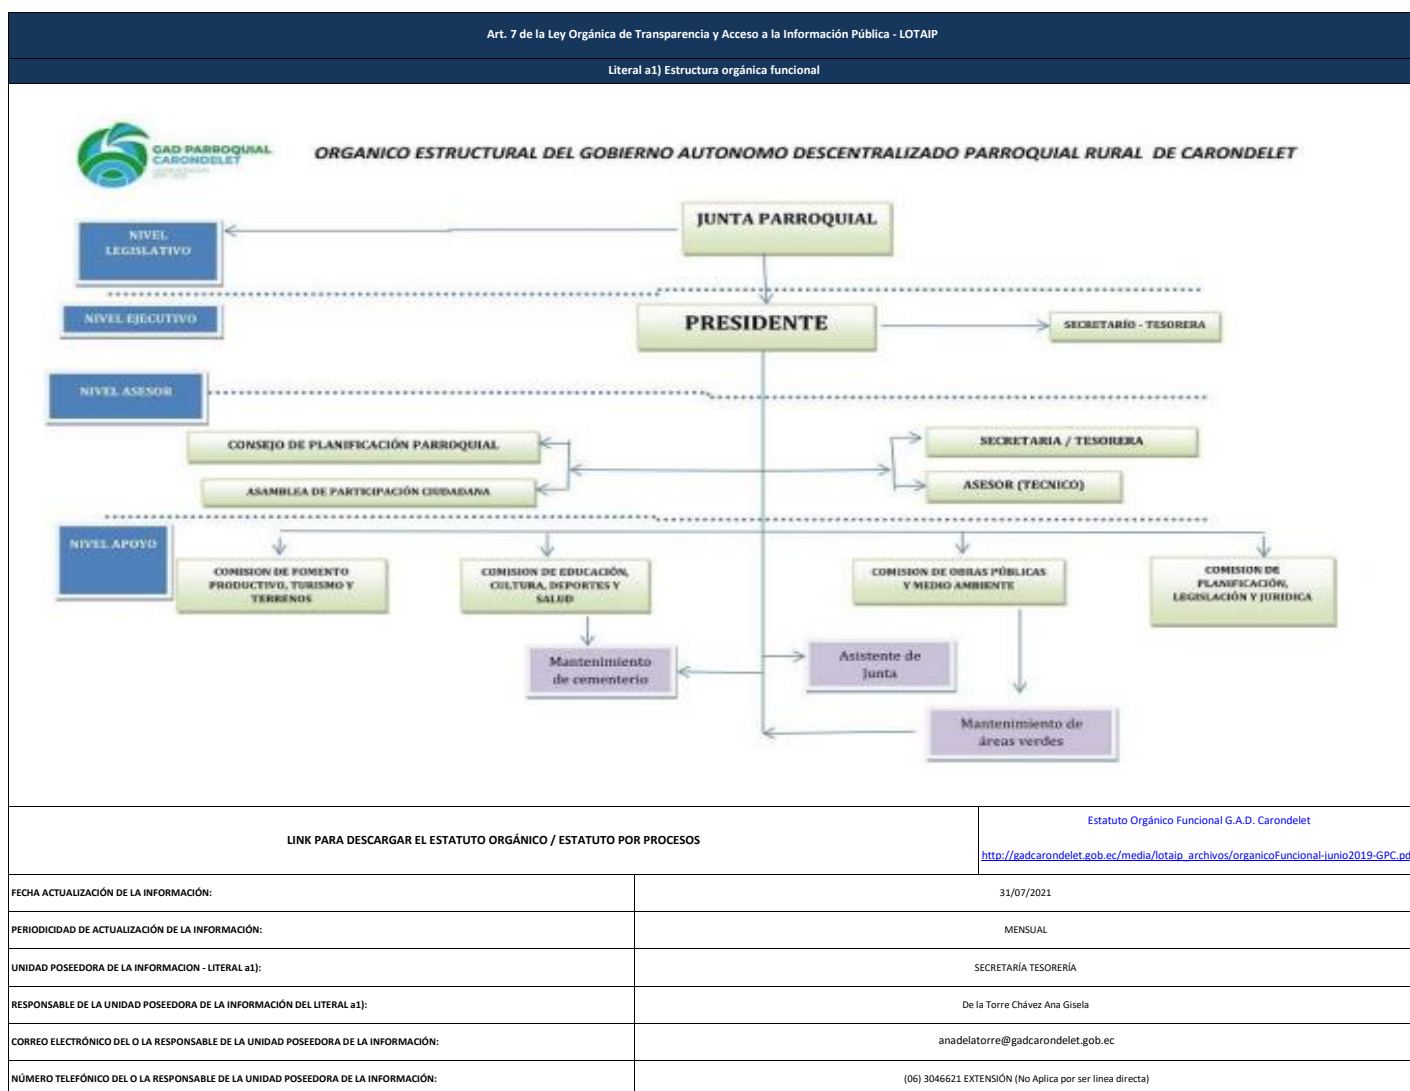 Art. 7 de la Ley Orgánica de Transparencia y Acceso a la Información Pública - LOTAIP
Literal a1) Estructura orgánica funcional
GAD PARROQUIAL
CARONDELET
ORGANICO ESTRUCTURAL DEL GOBIERNO AUTONOMO DESCENTRALIZADO PARROQUIAL RURAL DE CARONDELET
JUNTA PARROQUIAL
NIVEL
LEGISLATIVO
NIVEL EJECUTIVO
PRESIDENTE
SECRETARÍO - TESORERA
NIVEL ASESOR
CONSEJO DE PLANIFICACIÓN PARROQUIAL
SECRETARIA / TESORERA
ASAMBLEA DE PARTICIPACIÓN CIUDADANA
ASESOR (TECNICO)
NIVEL APOYO
COMISION DE FOMENTO
PRODUCTIVO, TURISMO Y
TERRENOS
COMISION DE EDUCACIÓN,
CULTURA, DEPORTES Y
SALUD
COMISION DE OBRAS PÚBLICAS
Y MEDIO AMBIENTE
COMISION DE
PLANIFICACIÓN,
LEGISLACIÓN Y JURIDICA
Mantenimiento
de cementerio
Asistente de
Junta
Mantenimiento de
áreas verdes
LINK PARA DESCARGAR EL ESTATUTO ORGÁNICO / ESTATUTO POR PROCESOS
Estatuto Orgánico Funcional G.A.D. Carondelet
http://gadcarondelet.gob.ec/media/lotaip_archivos/organicoFuncional-junio2019-GPC.pd
FECHA ACTUALIZACIÓN DE LA INFORMACIÓN:
31/07/2021
PERIODICIDAD DE ACTUALIZACIÓN DE LA INFORMACIÓN:
MENSUAL
UNIDAD POSEEDORA DE LA INFORMACION - LITERAL a1):
SECRETARÍA TESORERÍA
RESPONSABLE DE LA UNIDAD POSEEDORA DE LA INFORMACIÓN DEL LITERAL a1):
De la Torre Chávez Ana Gisela
CORREO ELECTRÓNICO DEL O LA RESPONSABLE DE LA UNIDAD POSEEDORA DE LA INFORMACIÓN:
anadelatorre@gadcarondelet.gob.ec
NÚMERO TELEFÓNICO DEL O LA RESPONSABLE DE LA UNIDAD POSEEDORA DE LA INFORMACIÓN:
(06) 3046621 EXTENSIÓN (No Aplica por ser linea directa)